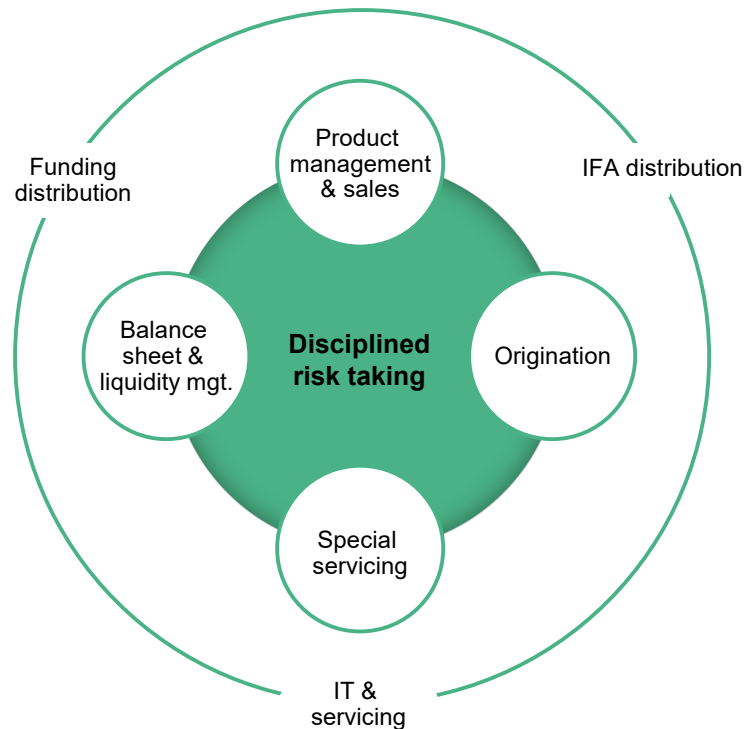 Product
management
& sales
Funding
distribution
IFA distribution
Balance
sheet &
liquidity mgt.
Disciplined
risk taking
Origination
Special
servicing
IT &
servicing